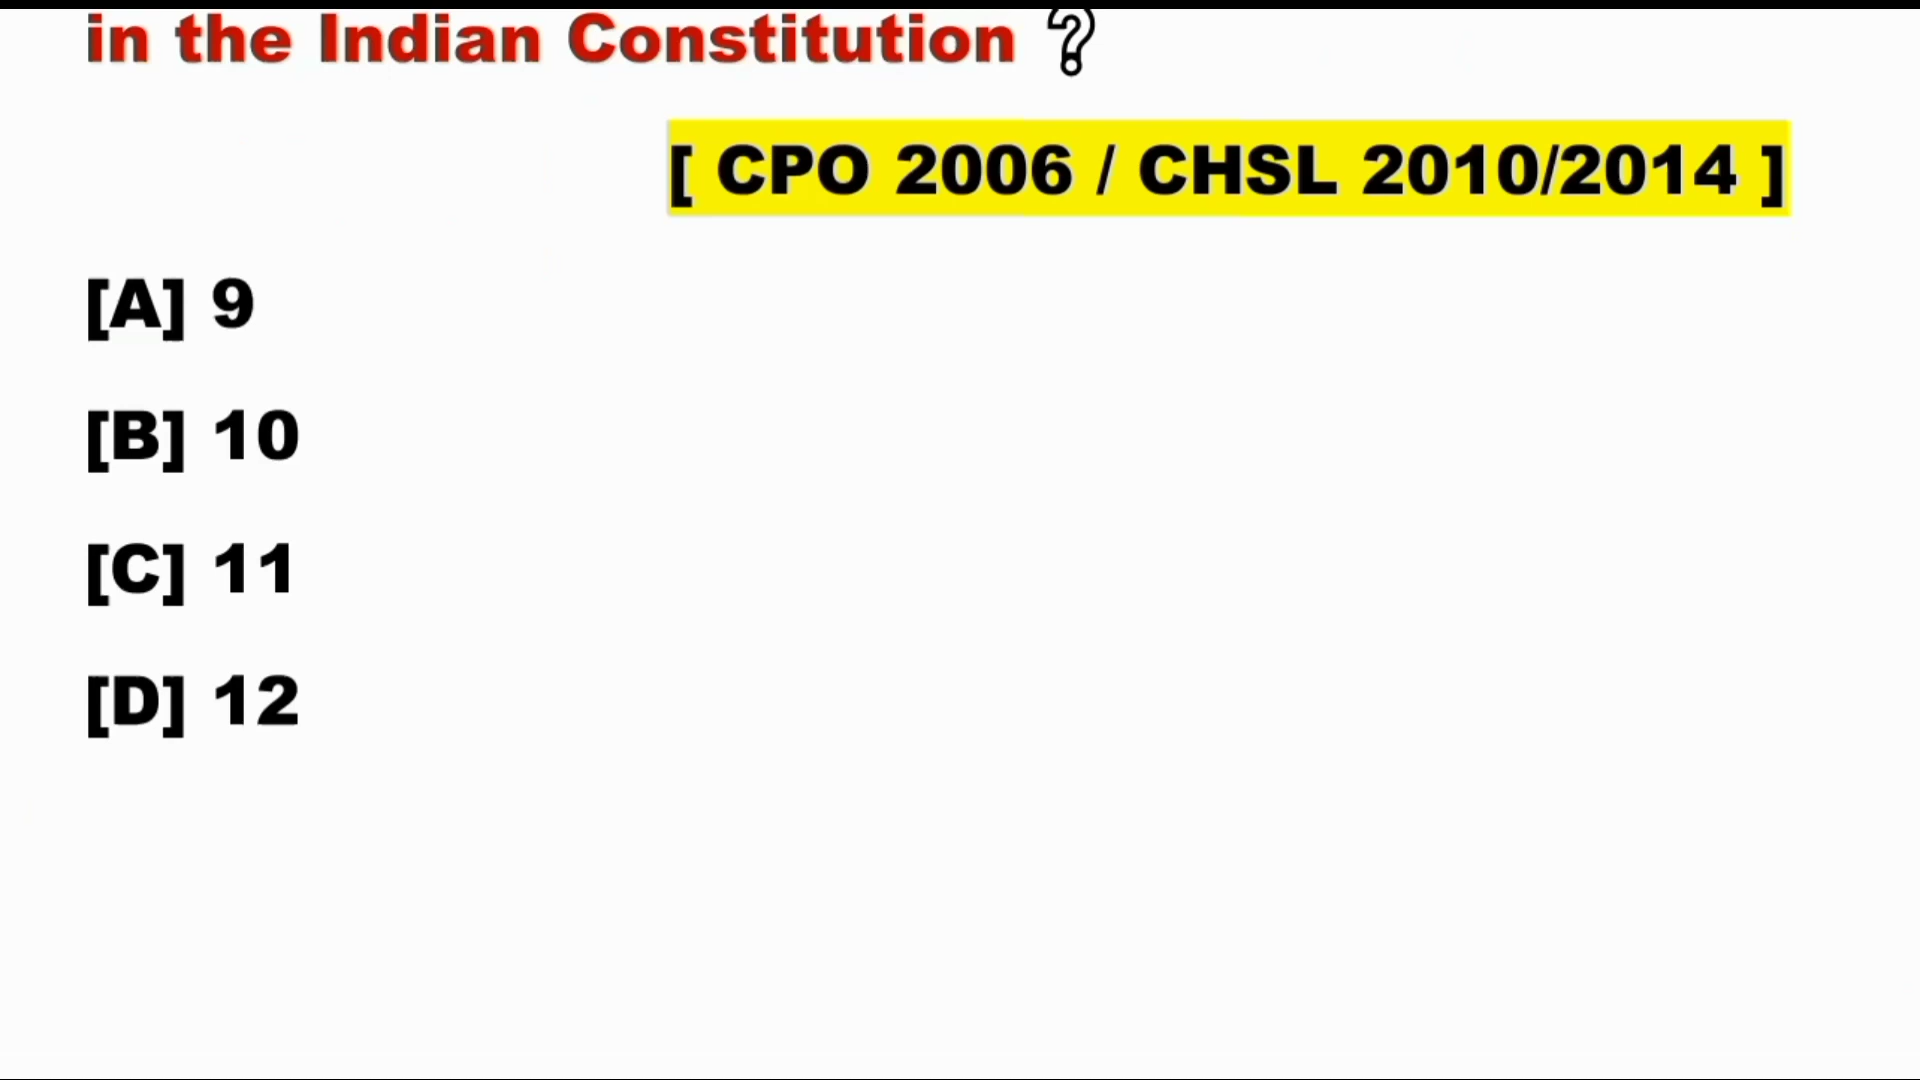 in the Indian Constitution ?
[ CPO 2006 / CHSL 2010/2014 ]
[A] 9
[B] 10
[C] 11
[D] 12